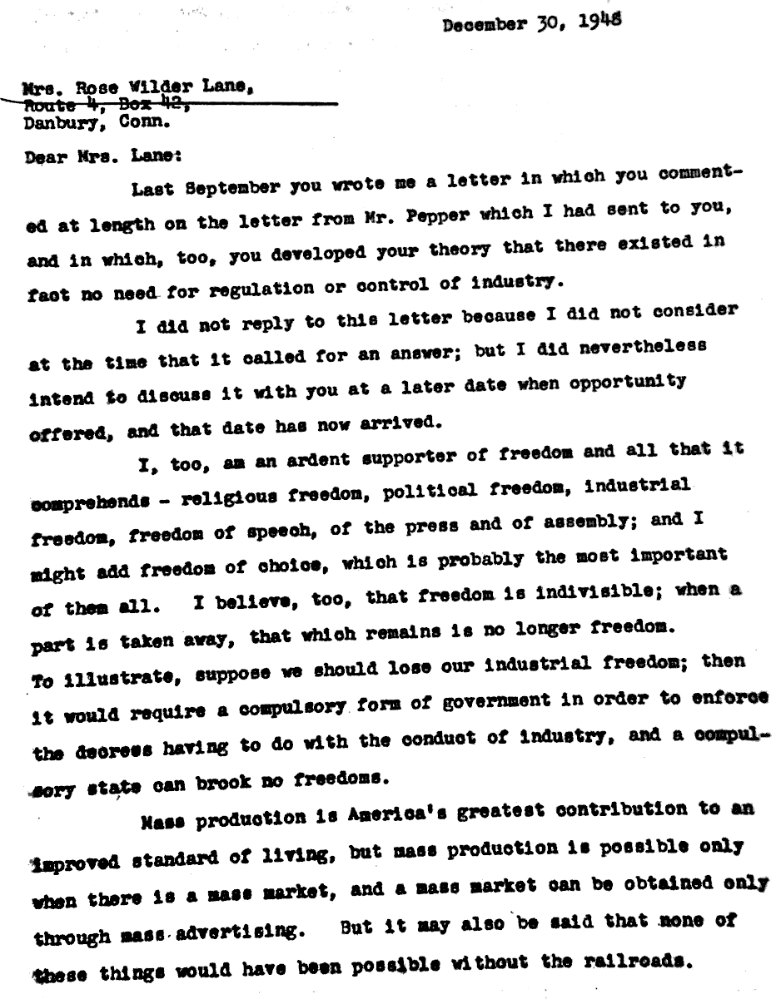 December 30, 1948
Mrs. Rose Wilder Lane,
Route 4, Box 42,
Danbury, Conn.
Dear Mrs. Lane:
Last September you wrote me a letter in which you comment-
ed at length on the letter from Mr. Pepper which I had sent to you,
and in which, too, you developed your theory that there existed in
fact no need for regulation or control of industry.
I did not reply to this letter because I did not consider
at the time that it called for an answer; but I did nevertheless
intend to discuss it with you at a later date when opportunity
offered, and that date has now arrived.
I, too, am an ardent supporter of freedom and all that it
comprehends - religious freedom, political freedom, industrial
freedom, freedom of speech, of the press and of assembly; and I
might add freedom of choice, which is probably the most important
of them all. I believe, too, that freedom is indivisible; when a
part is taken away, that which remains is no longer freedom.
To illustrate, suppose we should lose our industrial freedom; then
it would require a compulsory form of government in order to enforce
the decrees having to do with the conduct of industry, and a compul-
sory state can brook no freedoms.
Mass production is America's greatest contribution to an
improved standard of living, but mass production is possible only
when there is a mass market, and a mass market can be obtained only
through mass advertising. But it may also be said that none of
these things would have been possible without the railroads.